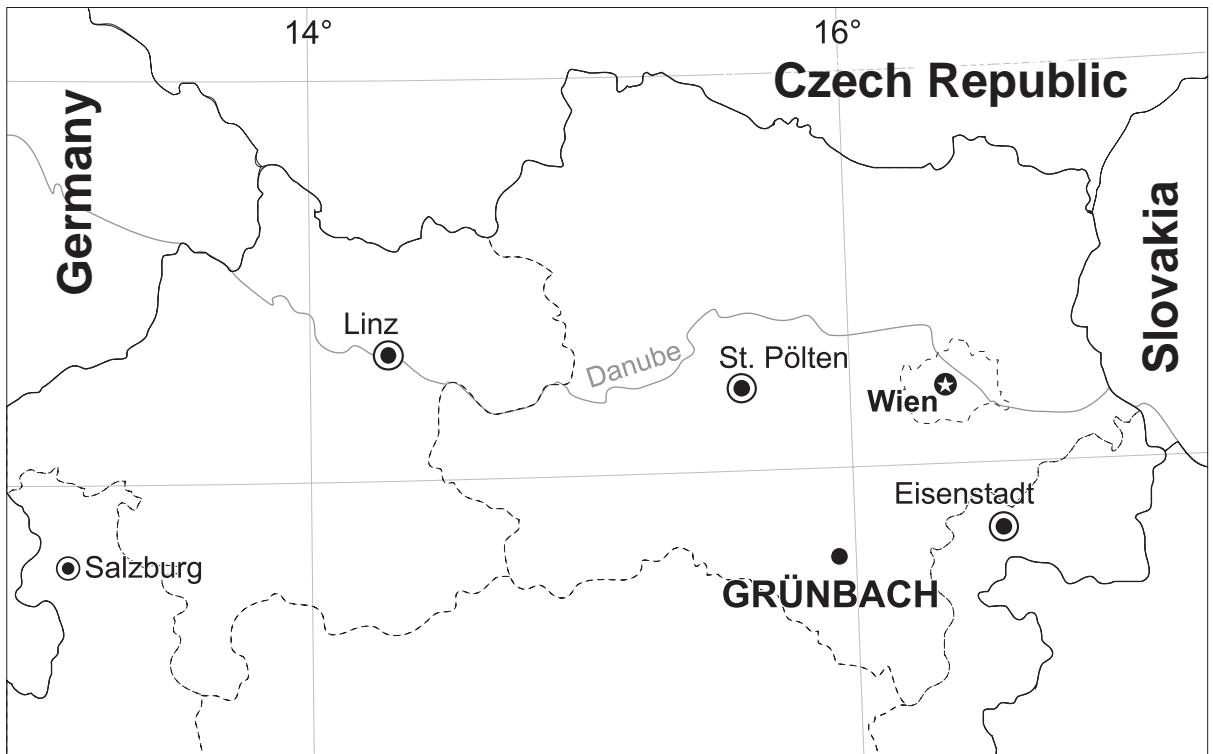 14°
16°
Czech Republic
Germany
Slovakia
Linz
Danube
St. Pölten
Wien
Eisenstadt
Salzburg
GRÜNBACH